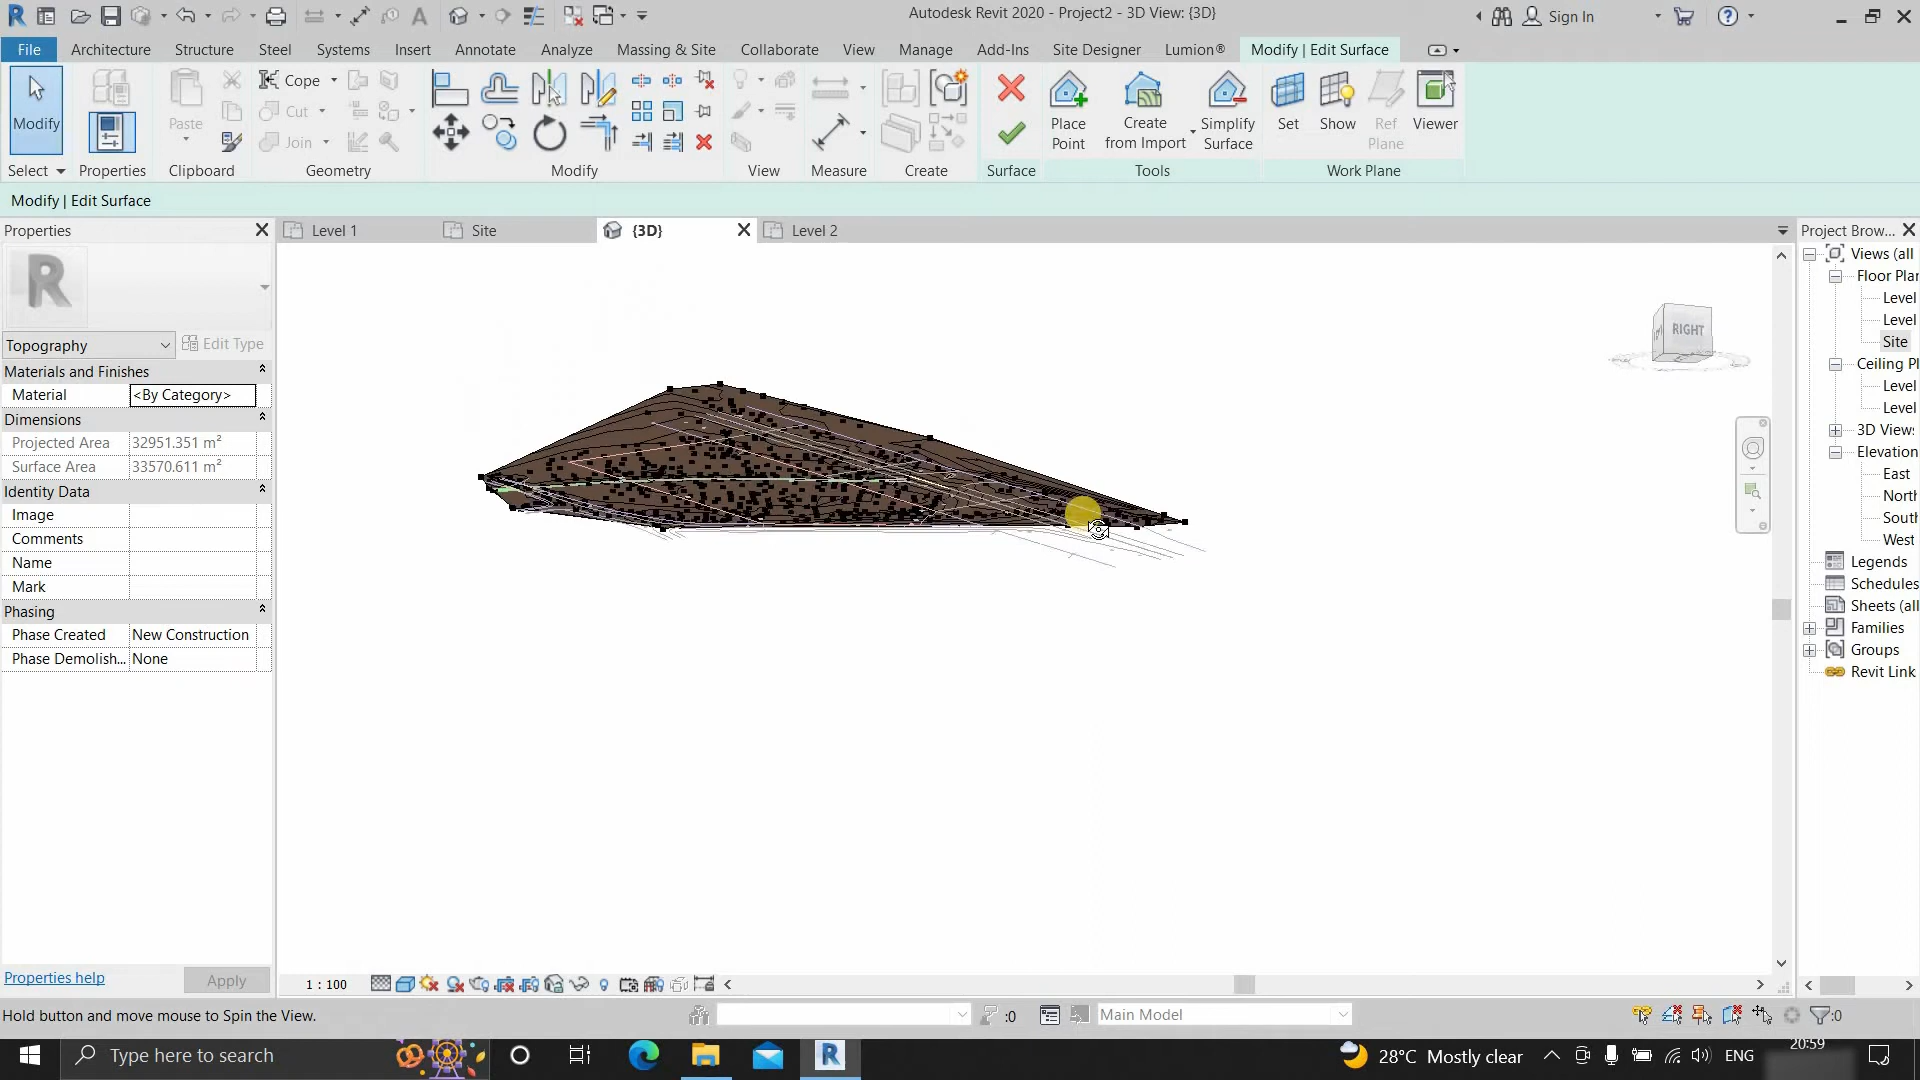 Autodesk Revit 2020 - Project2 - 3D View: {3D}
Sign In
File
Architecture
Structure
Steel
Systems
Insert
Annotate
Analyze
Massing & Site
Collaborate
View
Manage
Add-Ins
Site Designer
Lumion®
Modify | Edit Surface
Modify
Paste
Cope
Cut
Join
Place
Point
Create
from Import
Simplify
Surface
Set
Show
Ref
Plane
Viewer
Select
Properties
Clipboard
Geometry
Modify
View
Measure
Create
Surface
Tools
Work Plane
Modify | Edit Surface
Properties
Topography
Edit Type
Materials and Finishes
Material
<By Category>
Dimensions
Projected Area
32951.351 m²
Surface Area
33570.611 m²
Identity Data
Image
Comments
Name
Mark
Phasing
Phase Created
New Construction
Phase Demolish...
None
Properties help
Apply
Level 1
Site
{3D}
Level 2
RIGHT
1 : 100
Project Brow...
Views (all
Floor Plan
Level
Level
Site
Ceiling Pl
Level
Level
3D Views
Elevation
East
North
South
West
Legends
Schedules
Sheets (all
Families
Groups
Revit Link
Hold button and move mouse to Spin the View.
:0
Main Model
:0
Type here to search
28°C Mostly clear
ENG
20:59